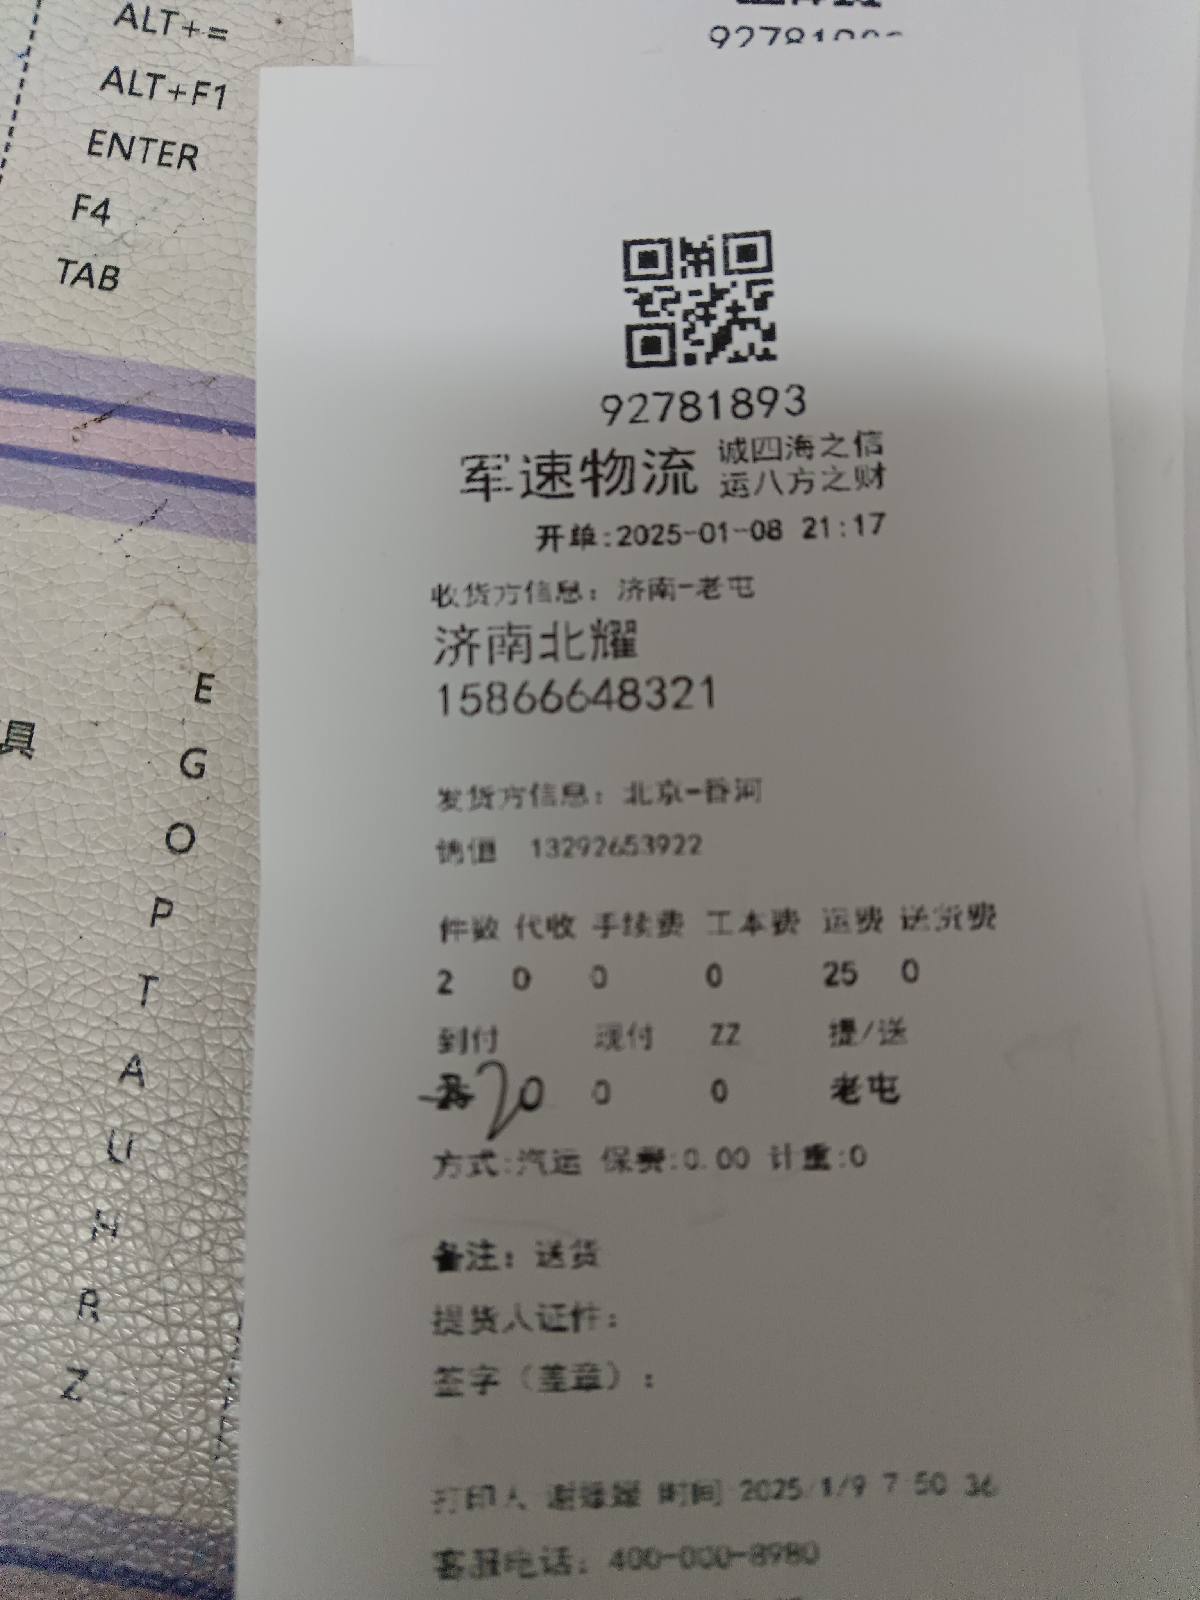 ALT+=
ALT+F1
ENTER
F4
TAB
具
E
G
O
P
T
A
U
H
R
Z
92781893
军速物流
诚四海之信
运八方之财
开单:2025-01-08 21:17
收货方信息：济南-老屯
济南北耀
15866648321
发货方信息：北京-香河
13292653922
件数 代收 手续费 工本费 运费 送货费
2 0 0 0 25 0
到付 现付 ZZ 提/送
20 0 0 老屯
方式:汽运 保费:0.00 计重:0
备注：送货
提货人证件：
签字（盖章）：
打印人 时间 2025/1/9 7 50 36
客服电话：400-000-8980